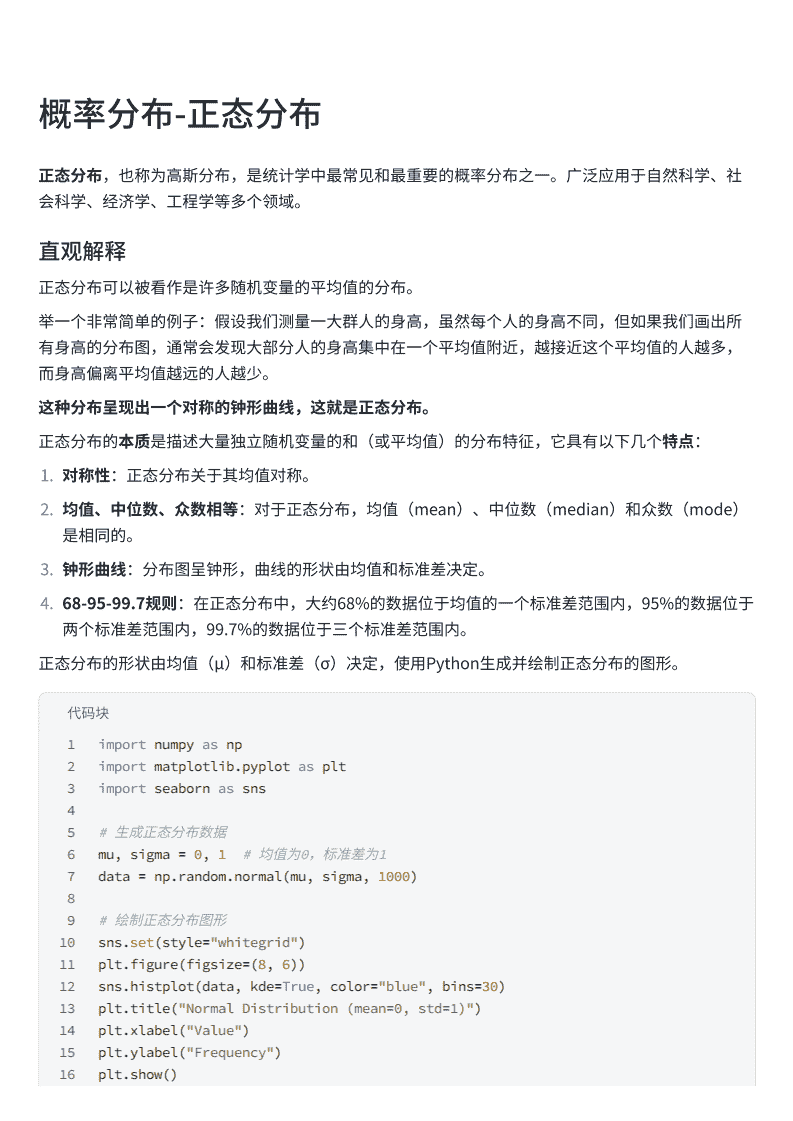 概率分布-正态分布
正态分布，也称为高斯分布，是统计学中最常见和最重要的概率分布之一。广泛应用于自然科学、社
会科学、经济学、工程学等多个领域。
直观解释
正态分布可以被看作是许多随机变量的平均值的分布。
举一个非常简单的例子：假设我们测量一大群人的身高，虽然每个人的身高不同，但如果我们画出所
有身高的分布图，通常会发现大部分人的身高集中在一个平均值附近，越接近这个平均值的人越多，
而身高偏离平均值越远的人越少。
这种分布呈现出一个对称的钟形曲线，这就是正态分布。
正态分布的本质是描述大量独立随机变量的和（或平均值）的分布特征，它具有以下几个特点：
1. 对称性：正态分布关于其均值对称。
2. 均值、中位数、众数相等：对于正态分布，均值（mean）、中位数（median）和众数（mode）
是相同的。
3. 钟形曲线：分布图呈钟形，曲线的形状由均值和标准差决定。
4. 68-95-99.7规则：在正态分布中，大约68%的数据位于均值的一个标准差范围内，95%的数据位于
两个标准差范围内，99.7%的数据位于三个标准差范围内。
正态分布的形状由均值（μ）和标准差（σ）决定，使用Python生成并绘制正态分布的图形。
代码块
1 import numpy as np
2 import matplotlib.pyplot as plt
3 import seaborn as sns
4
5 # 生成正态分布数据
6 mu, sigma = 0, 1  # 均值为0，标准差为1
7 data = np.random.normal(mu, sigma, 1000)
8
9 # 绘制正态分布图形
10 sns.set(style="whitegrid")
11 plt.figure(figsize=(8, 6))
12 sns.histplot(data, kde=True, color="blue", bins=30)
13 plt.title("Normal Distribution (mean=0, std=1)")
14 plt.xlabel("Value")
15 plt.ylabel("Frequency")
16 plt.show()